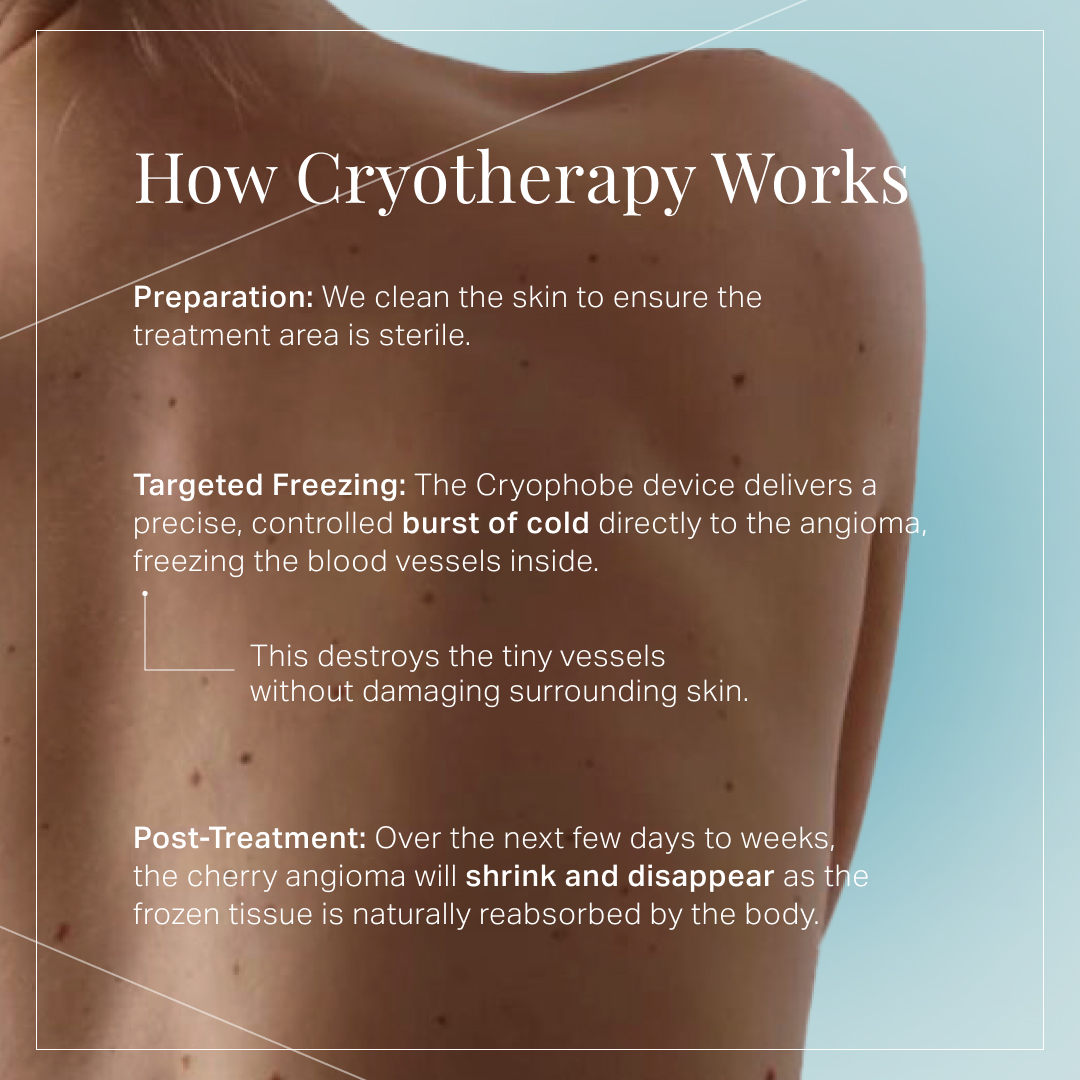 How Cryotherapy Works
Preparation: We clean the skin to ensure the
treatment area is sterile.
Targeted Freezing: The Cryophobe device delivers a
precise, controlled burst of cold directly to the angioma,
freezing the blood vessels inside.
This destroys the tiny vessels
without damaging surrounding skin.
Post-Treatment: Over the next few days to weeks,
the cherry angioma will shrink and disappear as the
frozen tissue is naturally reabsorbed by the body.